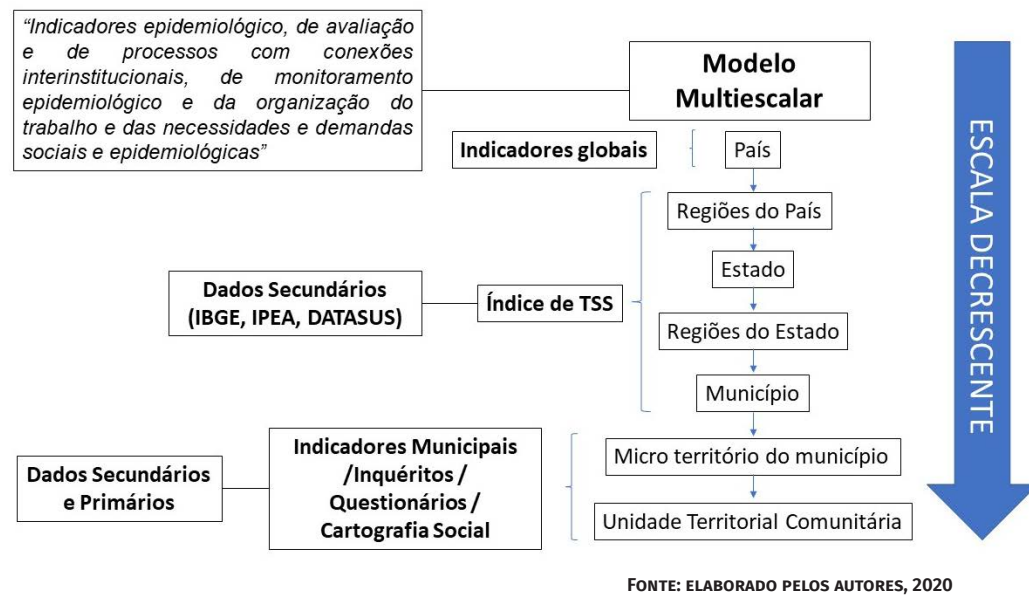 “Indicadores epidemiológico, de avaliação
e de processos com conexões
interinstitucionais, de monitoramento
epidemiológico e da organização do
trabalho e das necessidades e demandas
sociais e epidemiológicas”
Modelo
Multiescalar
Indicadores globais
País
Regiões do País
Estado
Dados Secundários
(IBGE, IPEA, DATASUS)
Índice de TSS
Regiões do Estado
Município
Indicadores Municipais
/Inquéritos /
Questionários /
Cartografia Social
Dados Secundários
e Primários
Micro território do município
Unidade Territorial Comunitária
ESCALA DECRESCENTE
FONTE: ELABORADO PELOS AUTORES, 2020